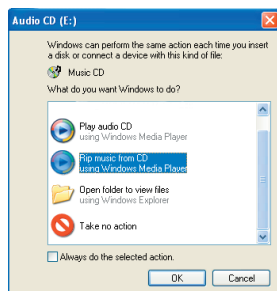 Audio CD (E:)
Windows can perform the same action each time you insert
a disk or connect a device with this kind of file:
Music CD
What do you want Windows to do?
Play audio CD
using Windows Media Player
Rip music from CD
using Windows Media Player
Open folder to view files
using Windows Explorer
Take no action
Always do the selected action.
OK
Cancel